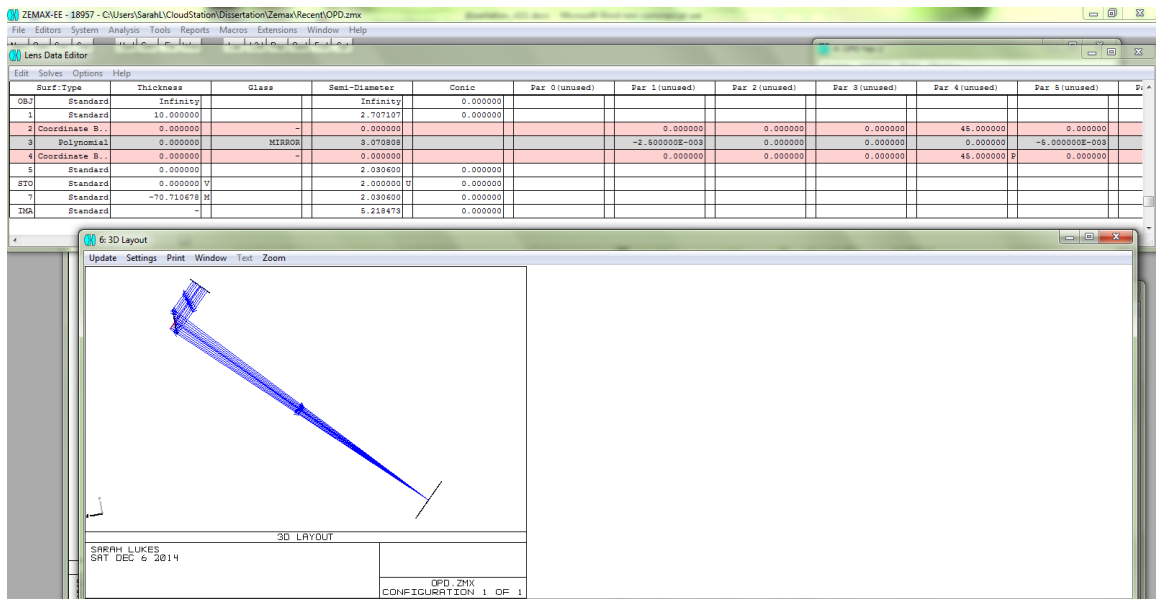 ZEMAX-EE - 18957 - C:\Users\SarahL\CloudStation\Dissertation\Zemax\Recent\OPD.zmx
File Editors System Analysis Tools Reports Macros Extensions Window Help
Lens Data Editor
Edit Solves Options Help
Surf:Type Thickness Glass Semi-Diameter Conic Par 0(unused) Par 1(unused) Par 2(unused) Par 3(unused) Par 4(unused) Par 5(unused)
OBJ Standard Infinity Infinity 0.000000
1 Standard 10.000000 2.707107 0.000000
2 Coordinate B.. 0.000000 - 0.000000 0.000000 0.000000 0.000000 45.000000 0.000000
3 Polynomial 0.000000 MIRROR 3.070808 -2.500000E-003 0.000000 0.000000 0.000000 -5.000000E-003
4 Coordinate B.. 0.000000 - 0.000000 0.000000 0.000000 0.000000 45.000000 P 0.000000
5 Standard 0.000000 2.030600 0.000000
STO Standard 0.000000 V 2.000000 U 0.000000
7 Standard -70.710678 M 2.030600 0.000000
IMA Standard - 5.218473 0.000000
6: 3D Layout
Update Settings Print Window Text Zoom
3D LAYOUT
SARAH LUKES
SAT DEC 6 2014
OPD.ZMX
CONFIGURATION 1 OF 1